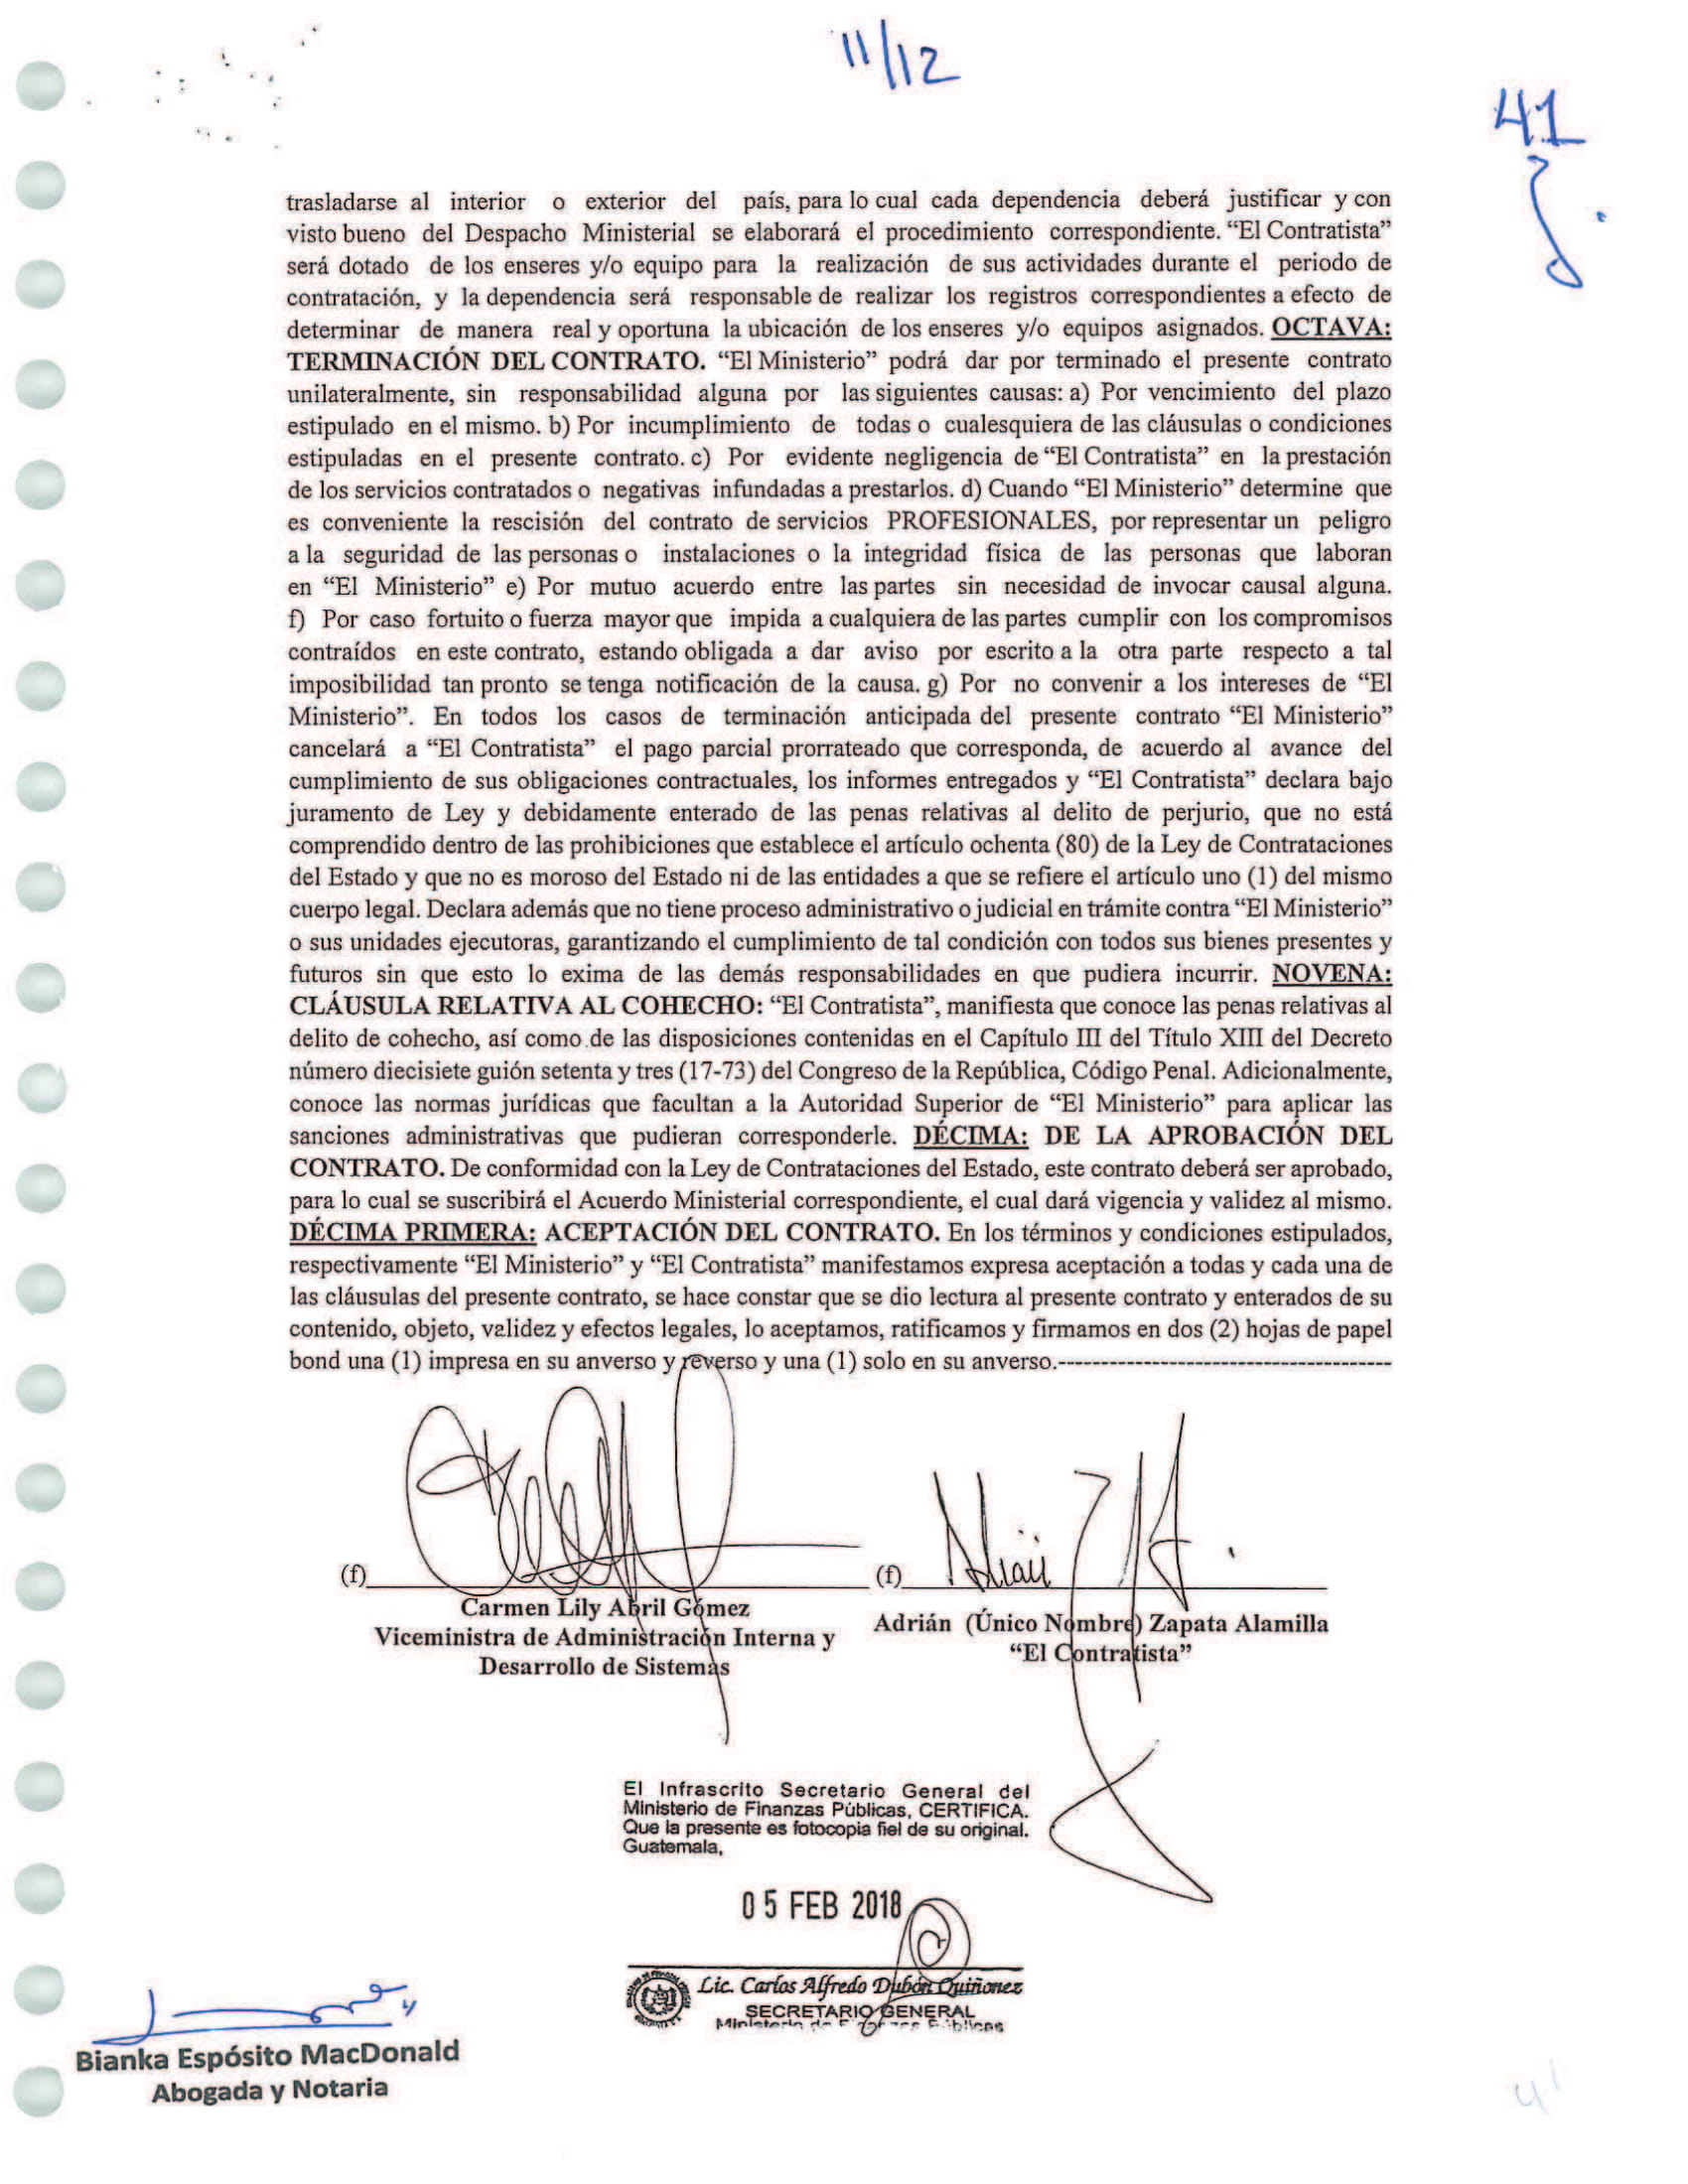 11/12
41
trasladarse al interior o exterior del país, para lo cual cada dependencia deberá justificar y con
visto bueno del Despacho Ministerial se elaborará el procedimiento correspondiente. “El Contratista”
será dotado de los enseres y/o equipo para la realización de sus actividades durante el periodo de
contratación, y la dependencia será responsable de realizar los registros correspondientes a efecto de
determinar de manera real y oportuna la ubicación de los enseres y/o equipos asignados. OCTAVA:
TERMINACIÓN DEL CONTRATO. “El Ministerio” podrá dar por terminado el presente contrato
unilateralmente, sin responsabilidad alguna por las siguientes causas: a) Por vencimiento del plazo
estipulado en el mismo. b) Por incumplimiento de todas o cualesquiera de las cláusulas o condiciones
estipuladas en el presente contrato. c) Por evidente negligencia de “El Contratista” en la prestación
de los servicios contratados o negativas infundadas a prestarlos. d) Cuando “El Ministerio” determine que
es conveniente la rescisión del contrato de servicios PROFESIONALES, por representar un peligro
a la seguridad de las personas o instalaciones o la integridad física de las personas que laboran
en “El Ministerio” e) Por mutuo acuerdo entre las partes sin necesidad de invocar causal alguna.
f) Por caso fortuito o fuerza mayor que impida a cualquiera de las partes cumplir con los compromisos
contraídos en este contrato, estando obligada a dar aviso por escrito a la otra parte respecto a tal
imposibilidad tan pronto se tenga notificación de la causa. g) Por no convenir a los intereses de “El
Ministerio”. En todos los casos de terminación anticipada del presente contrato “El Ministerio”
cancelará a “El Contratista” el pago parcial prorrateado que corresponda, de acuerdo al avance del
cumplimiento de sus obligaciones contractuales, los informes entregados y “El Contratista” declara bajo
juramento de Ley y debidamente enterado de las penas relativas al delito de perjurio, que no está
comprendido dentro de las prohibiciones que establece el artículo ochenta (80) de la Ley de Contrataciones
del Estado y que no es moroso del Estado ni de las entidades a que se refiere el artículo uno (1) del mismo
cuerpo legal. Declara además que no tiene proceso administrativo o judicial en trámite contra “El Ministerio”
o sus unidades ejecutoras, garantizando el cumplimiento de tal condición con todos sus bienes presentes y
futuros sin que esto lo exima de las demás responsabilidades en que pudiera incurrir. NOVENA:
CLÁUSULA RELATIVA AL COHECHO: “El Contratista”, manifiesta que conoce las penas relativas al
delito de cohecho, así como de las disposiciones contenidas en el Capítulo III del Título XIII del Decreto
número diecisiete guión setenta y tres (17-73) del Congreso de la República, Código Penal. Adicionalmente,
conoce las normas jurídicas que facultan a la Autoridad Superior de “El Ministerio” para aplicar las
sanciones administrativas que pudieran corresponderle. DÉCIMA: DE LA APROBACIÓN DEL
CONTRATO. De conformidad con la Ley de Contrataciones del Estado, este contrato deberá ser aprobado,
para lo cual se suscribirá el Acuerdo Ministerial correspondiente, el cual dará vigencia y validez al mismo.
DÉCIMA PRIMERA: ACEPTACIÓN DEL CONTRATO. En los términos y condiciones estipulados,
respectivamente “El Ministerio” y “El Contratista” manifestamos expresa aceptación a todas y cada una de
las cláusulas del presente contrato, se hace constar que se dio lectura al presente contrato y enterados de su
contenido, objeto, validez y efectos legales, lo aceptamos, ratificamos y firmamos en dos (2) hojas de papel
bond una (1) impresa en su anverso y reverso y una (1) solo en su anverso.-------------------------------------
(f) (f)
Carmen Lily Abril Gómez
Viceministra de Administración Interna y
Desarrollo de Sistemas
Adrián (Único Nombre) Zapata Alamilla
“El Contratista”
El Infrascrito Secretario General del
Ministerio de Finanzas Públicas, CERTIFICA.
Que la presente es fotocopia fiel de su original.
Guatemala,
05 FEB 2018
Lic. Carlos Alfredo Dubón Quiñonez
SECRETARIO GENERAL
Ministerio de Finanzas Públicas
Bianka Espósito MacDonald
Abogada y Notaria
41